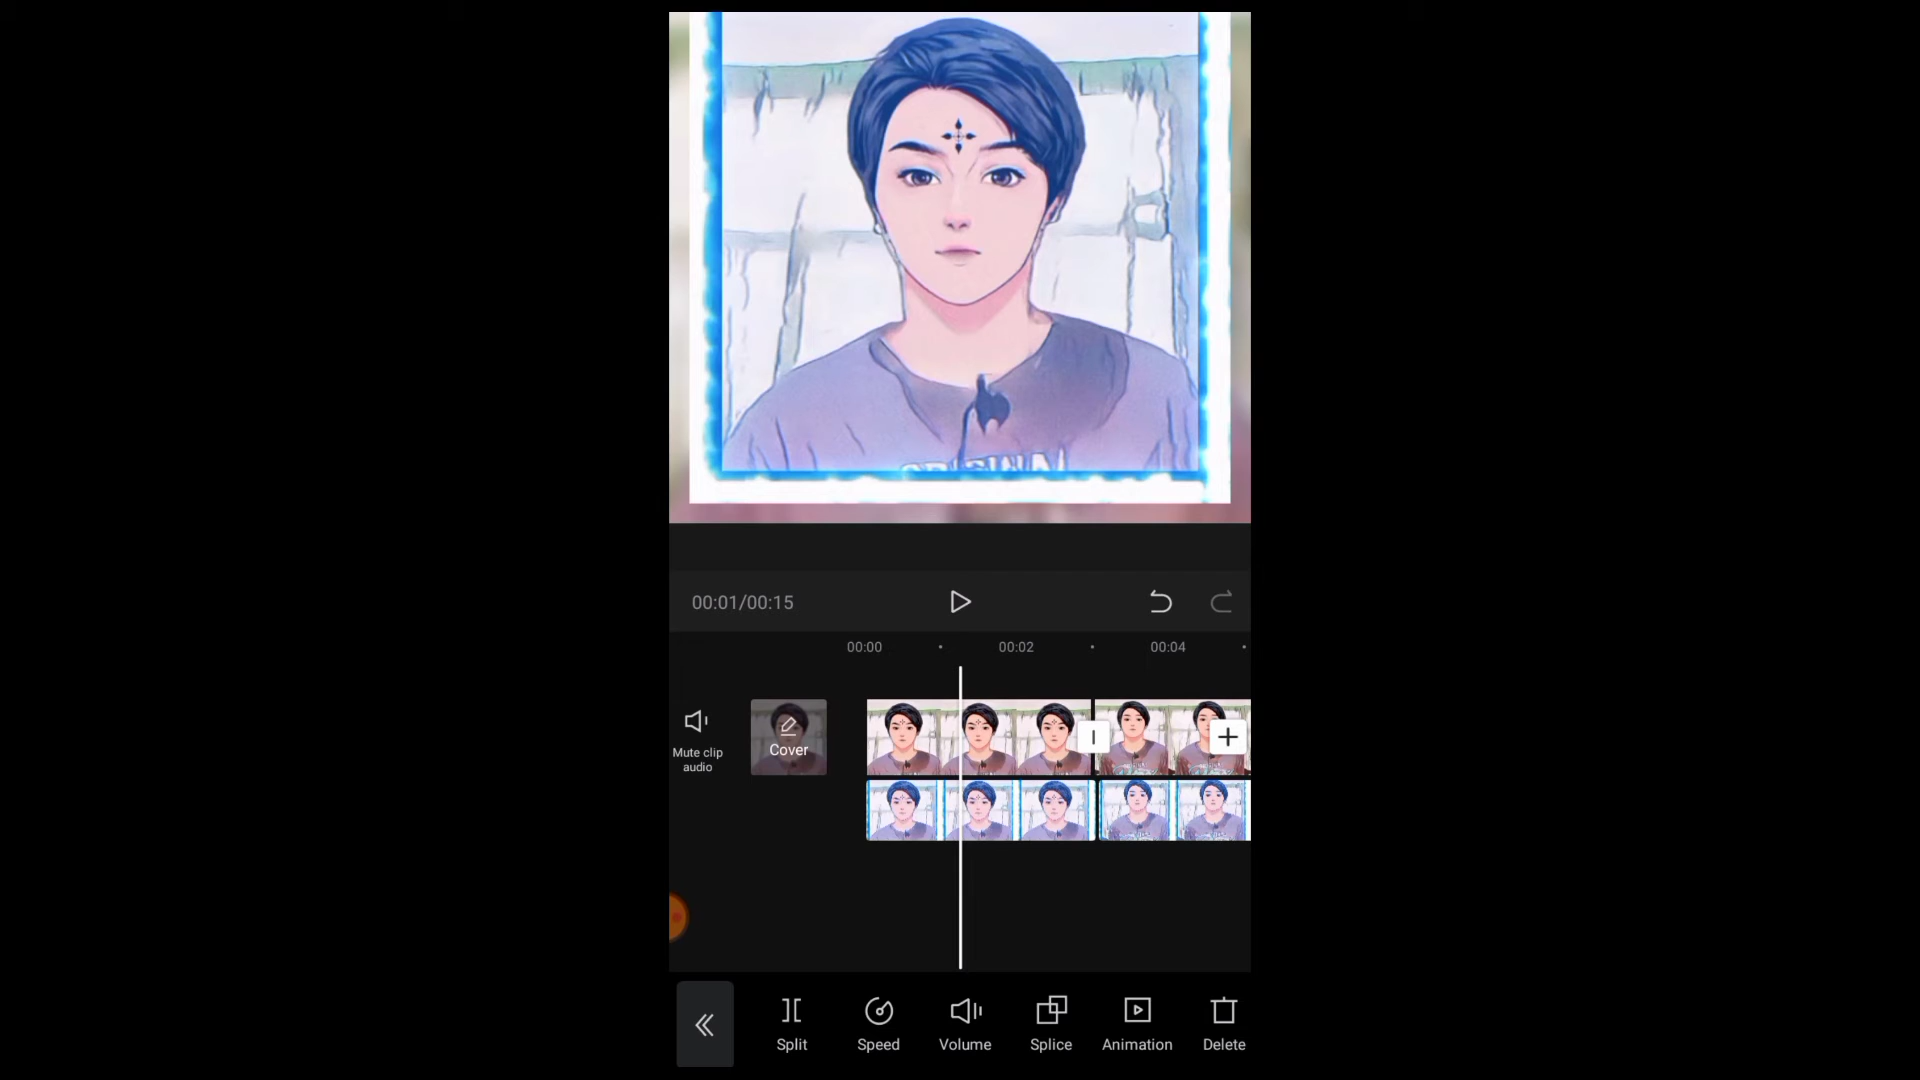 00:01/00:15
00:00
00:02
00:04
Mute clip
audio
Cover
Split
Speed
Volume
Splice
Animation
Delete